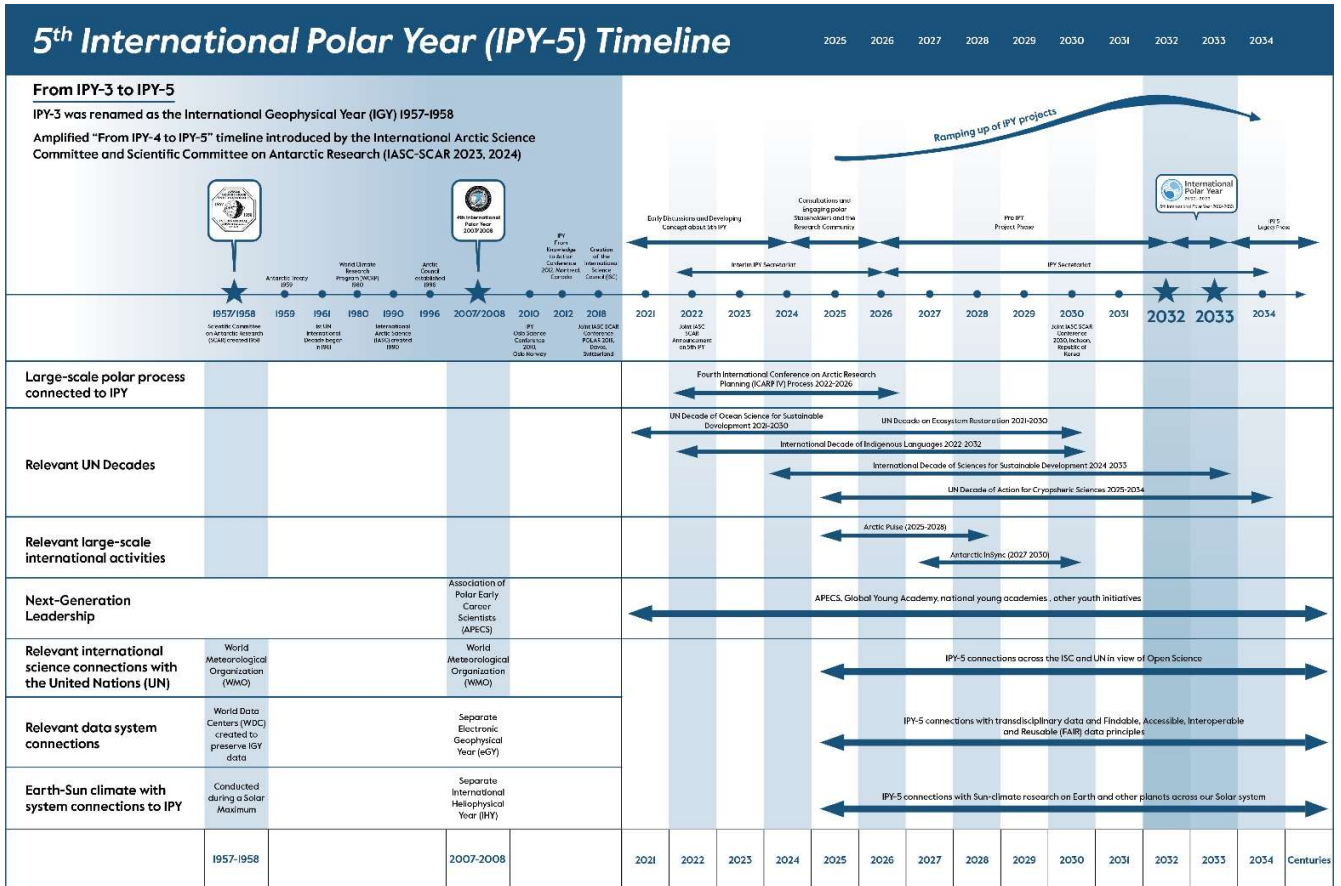 5th International Polar Year (IPY-5) Timeline
2025 2026 2027 2028 2029 2030 2031 2032 2033 2034
From IPY-3 to IPY-5
IPY-3 was renamed as the International Geophysical Year (IGY) 1957-1958
Amplified “From IPY-4 to IPY-5” timeline introduced by the International Arctic Science
Committee and Scientific Committee on Antarctic Research (IASC-SCAR 2023, 2024)
Ramping up of IPY projects
4th International
Polar Year
2007/2008
International
Polar Year
Early Discussions and Developing
Concept about 5th IPY
Consultations and
Engaging polar
Stakeholders and the
Research Community
Pre IPY
Project Phase
IPY 5
Legacy Phase
Interim IPY Secretariat
IPY Secretariat
Antarctic Treaty
1959
World Climate
Research
Program (WCRP)
1980
Arctic
Council
established
1996
IPY
From
Knowledge
to Action
Conference
2012, Montreal,
Canada
Creation
of the
International
Science
Council (ISC)
1957/1958 1959 1961 1980 1990 1996 2007/2008 2010 2012 2018 2021 2022 2023 2024 2025 2026 2027 2028 2029 2030 2031 2032 2033 2034
Scientific Committee
on Antarctic Research
(SCAR) created 1958
1st UN
International
Decade began
in 1961
International
Arctic Science
(IASC) created
1990
IPY
Oslo Science
Conference
2010,
Oslo Norway
Joint IASC SCAR
Conference
POLAR 2018,
Davos,
Switzerland
Joint IASC
SCAR
Announcement
on 5th IPY
Joint IASC SCAR
Conference
2030, Incheon,
Republic of
Korea
Large-scale polar process
connected to IPY
Fourth International Conference on Arctic Research
Planning (ICARP IV) Process 2022-2026
Relevant UN Decades
UN Decade of Ocean Science for Sustainable
Development 2021-2030
UN Decade on Ecosystem Restoration 2021-2030
International Decade of Indigenous Languages 2022-2032
International Decade of Sciences for Sustainable Development 2024-2033
UN Decade of Action for Cryopsheric Sciences 2025-2034
Relevant large-scale
international activities
Arctic Pulse (2025-2028)
Antarctic InSync (2027-2030)
Next-Generation
Leadership
Association of
Polar Early
Career
Scientists
(APECS)
APECS, Global Young Academy, national young academies , other youth initiatives
Relevant international
science connections with
the United Nations (UN)
World
Meteorological
Organization
(WMO)
World
Meteorological
Organization
(WMO)
IPY-5 connections across the ISC and UN in view of Open Science
Relevant data system
connections
World Data
Centers (WDC)
created to
preserve IGY
data
Separate
Electronic
Geophysical
Year (eGY)
IPY-5 connections with transdisciplinary data and Findable, Accessible, Interoperable
and Reusable (FAIR) data principles
Earth-Sun climate with
system connections to IPY
Conducted
during a Solar
Maximum
Separate
International
Heliophysical
Year (IHY)
IPY-5 connections with Sun-climate research on Earth and other planets across our Solar system
1957-1958 2007-2008 2021 2022 2023 2024 2025 2026 2027 2028 2029 2030 2031 2032 2033 2034 Centuries